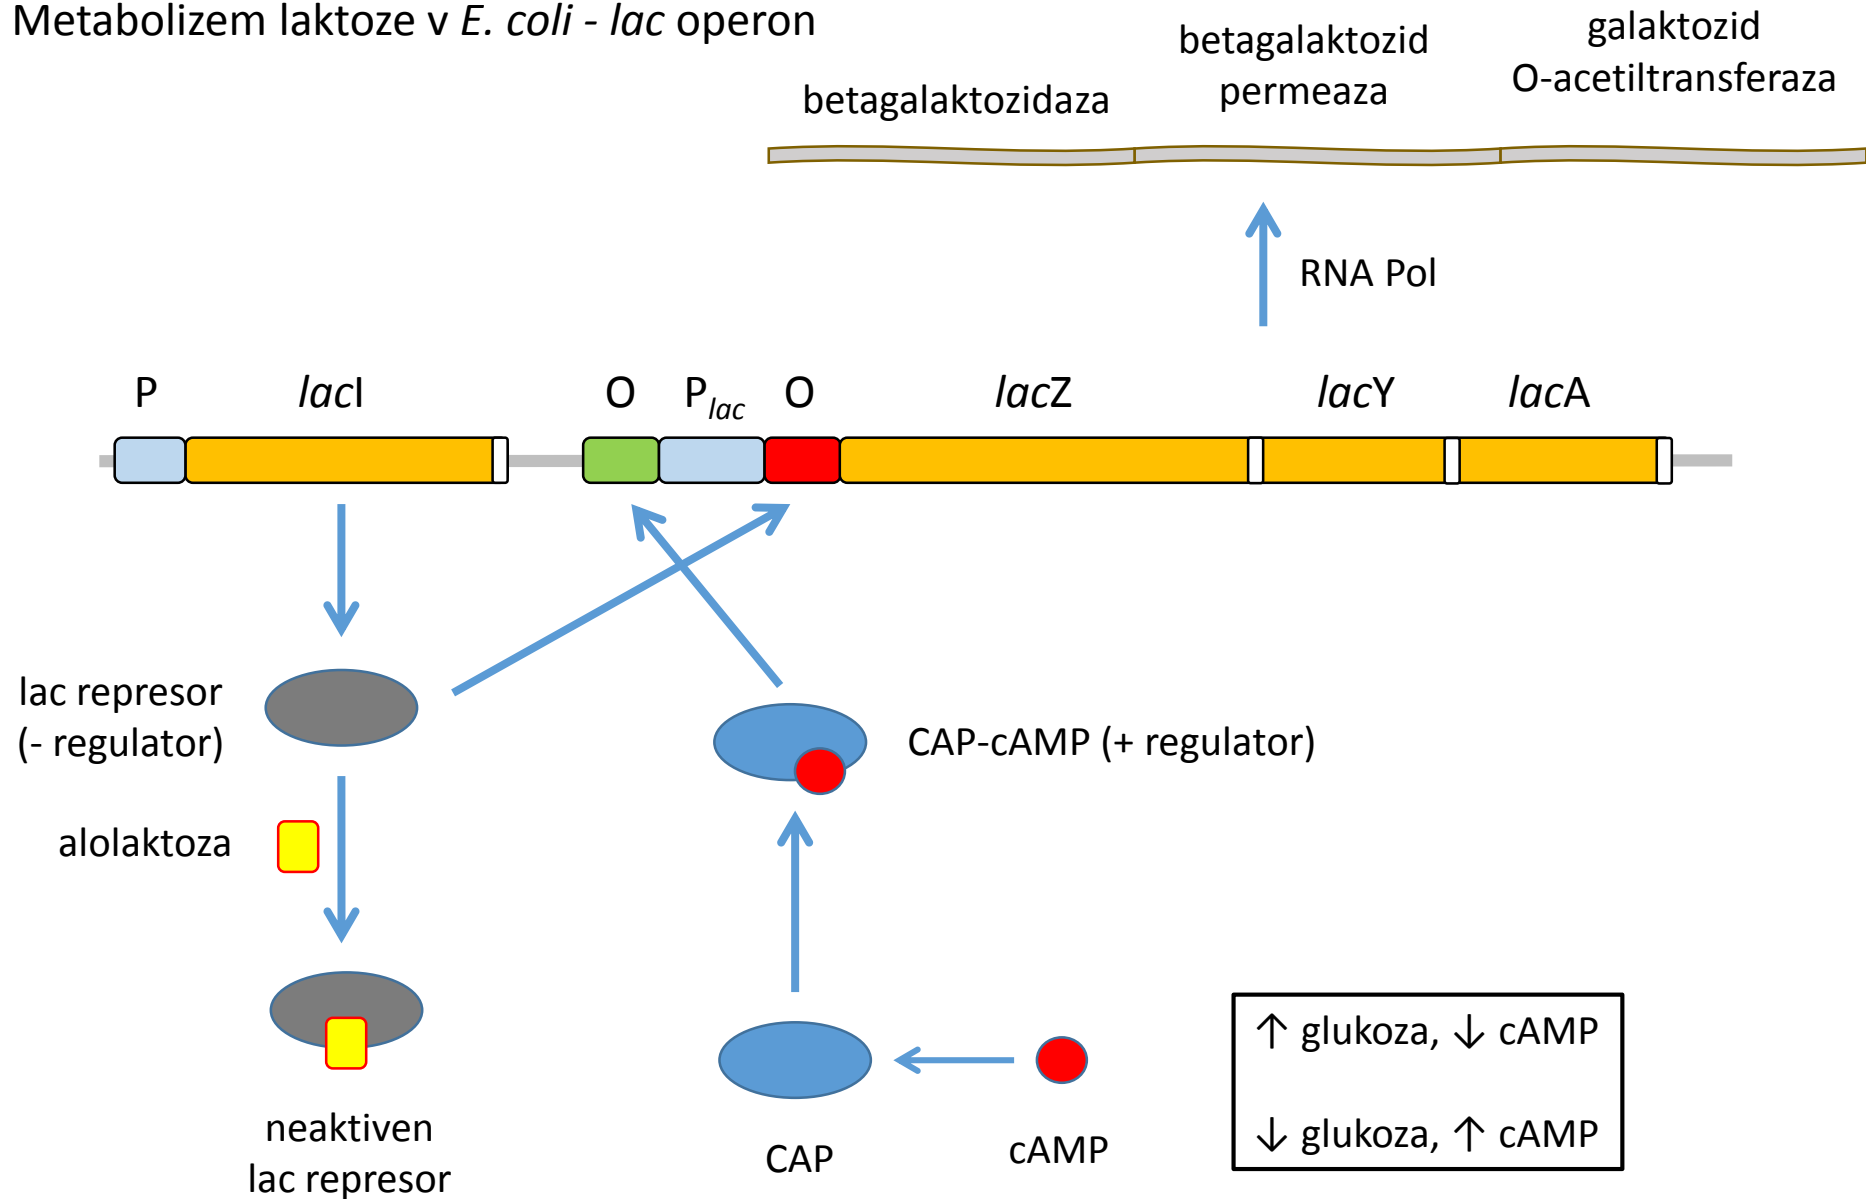 Metabolizem laktoze v E. coli - lac operon
betagalaktozidaza
betagalaktozid
permeaza
galaktozid
O-acetiltransferaza
RNA Pol
P
lacI
O
Plac
O
lacZ
lacY
lacA
lac represor
(- regulator)
CAP-cAMP (+ regulator)
alolaktoza
neaktiven
lac represor
CAP
cAMP
↑ glukoza, ↓ cAMP
↓ glukoza, ↑ cAMP